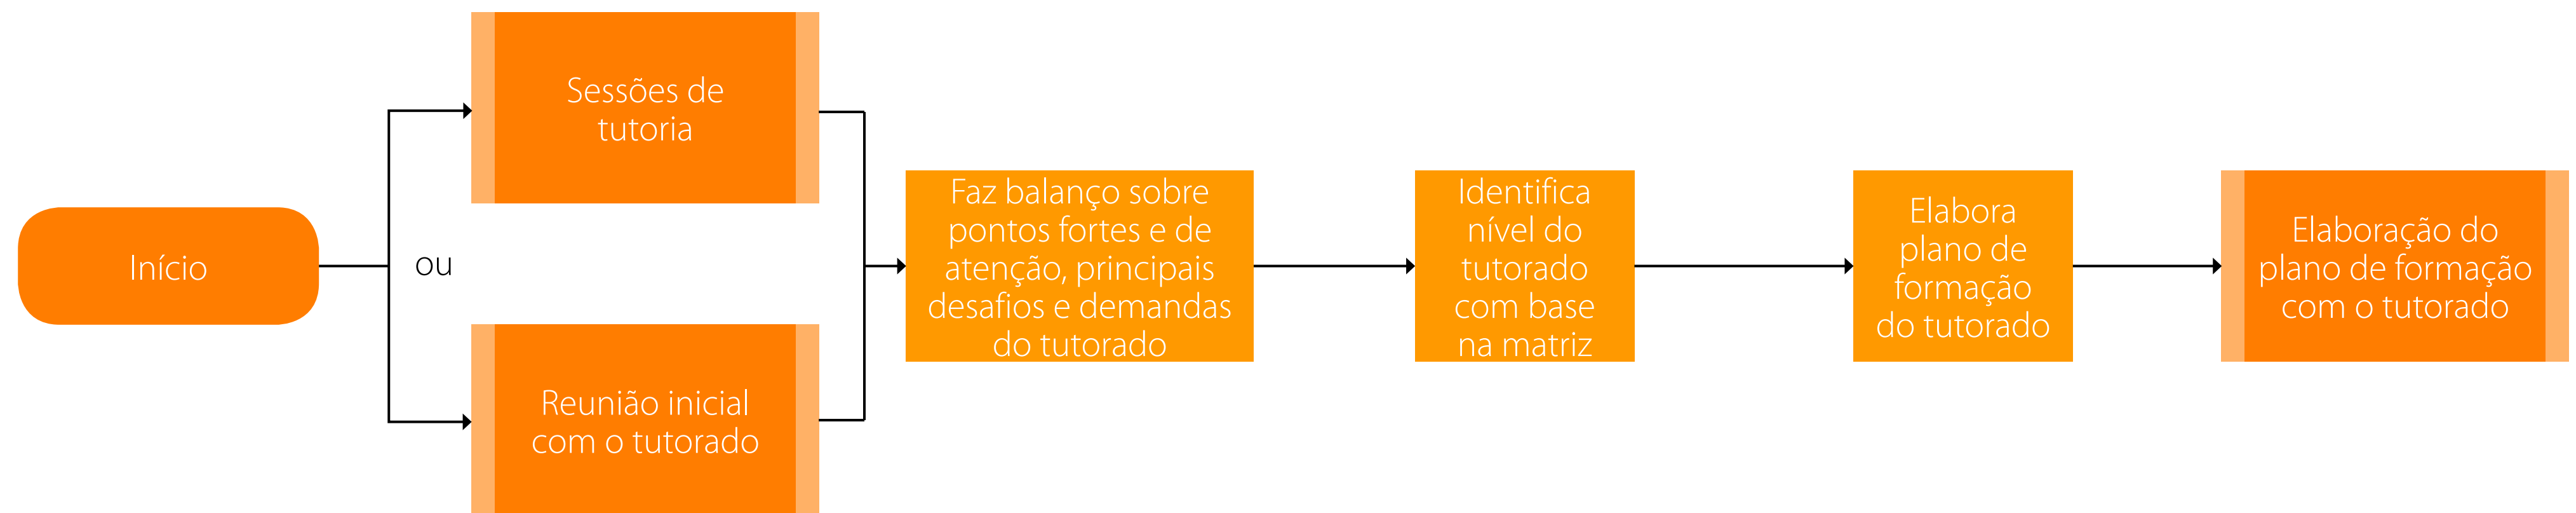 Início
ou
Sessões de
tutoria
Reunião inicial
com o tutorado
Faz balanço sobre
pontos fortes e de
atenção, principais
desafios e demandas
do tutorado
Identifica
nível do
tutorado
com base
na matriz
Elabora
plano de
formação
do tutorado
Elaboração do
plano de formação
com o tutorado